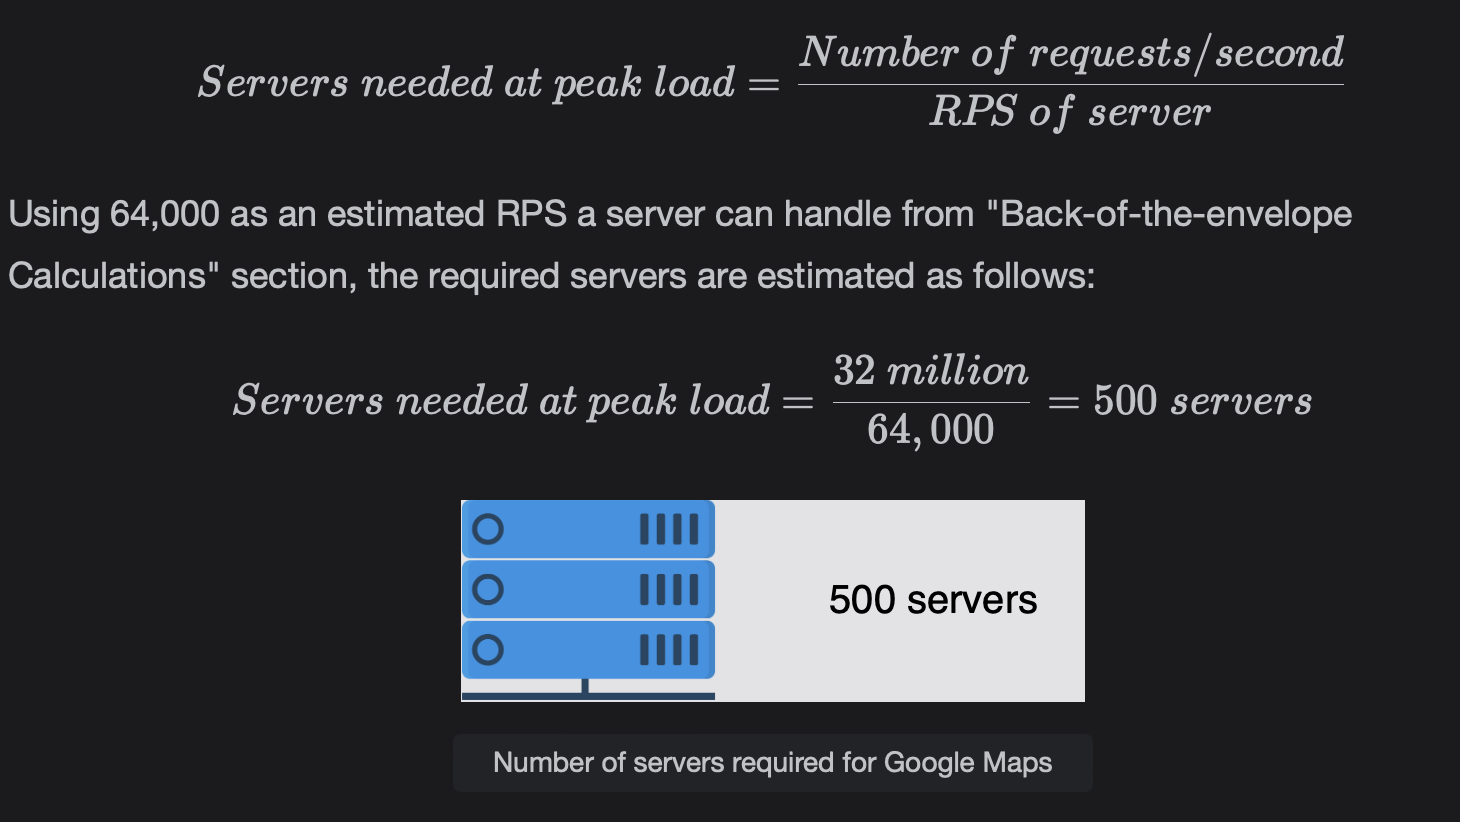 Servers needed at peak load = Number of requests/second / RPS of server
Using 64,000 as an estimated RPS a server can handle from "Back-of-the-envelope
Calculations" section, the required servers are estimated as follows:
Servers needed at peak load = 32 million / 64,000 = 500 servers
500 servers
Number of servers required for Google Maps